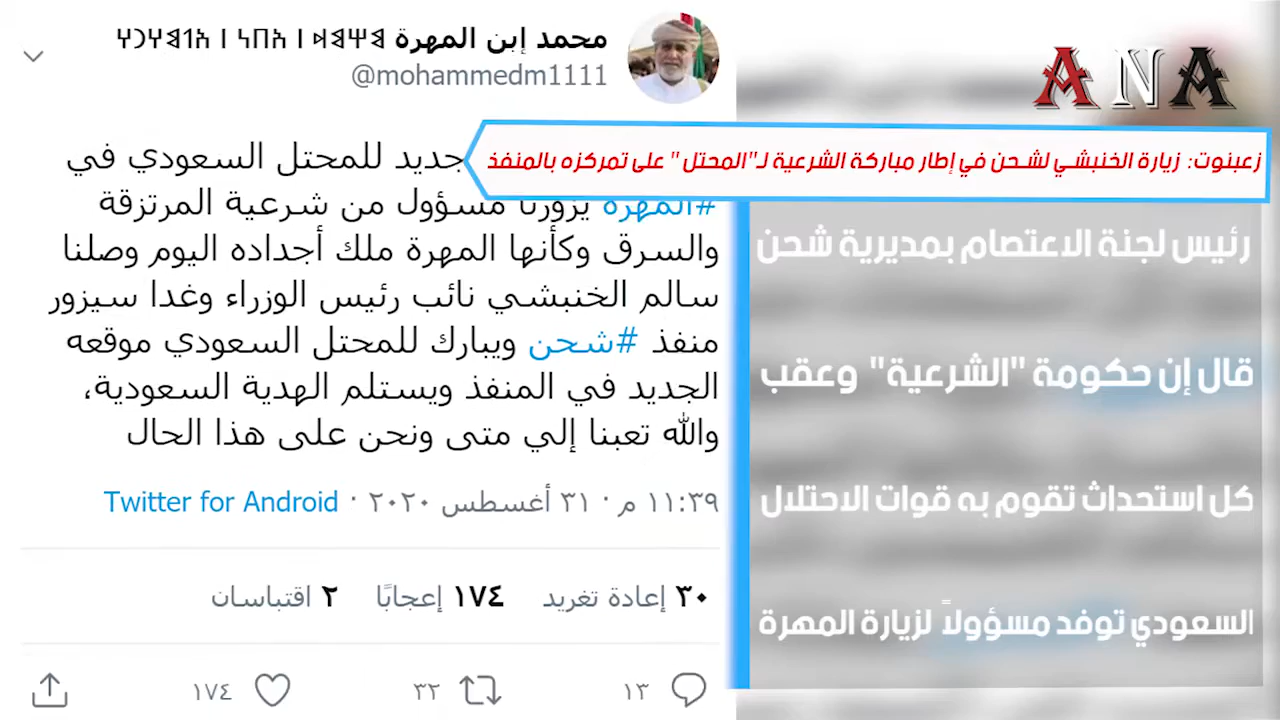 محمد إبن المهرة
@mohammedm1111
ANA
زعبنوت: زيارة الخنبشي لشحن في إطار مباركة الشرعية لـ"المحتل" على تمركزه بالمنفذ
جديد للمحتل السعودي في
#المهرة يزورنا مسؤول من شرعية المرتزقة
والسرق وكأنها المهرة ملك أجداده اليوم وصلنا
سالم الخنبشي نائب رئيس الوزراء وغدا سيزور
منفذ #شحن ويبارك للمحتل السعودي موقعه
الجديد في المنفذ ويستلم الهدية السعودية،
والله تعبنا إلي متى ونحن على هذا الحال
١١:٣٩ م · ٣١ أغسطس ٢٠٢٠ · Twitter for Android
٣٠ إعادة تغريد ١٧٤ إعجابًا ٢ اقتباسان
١٣ ٣٢ ١٧٤
رئيس لجنة الاعتصام بمديرية شحن
قال إن حكومة "الشرعية" وعقب
كل استحداث تقوم به قوات الاحتلال
السعودي توفد مسؤولاً لزيارة المهرة